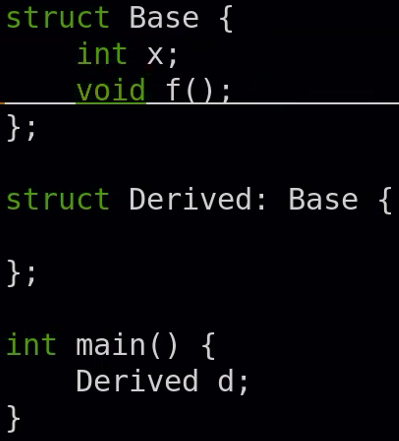 struct Base {
    int x;
    void f();
};

struct Derived: Base {

};

int main() {
    Derived d;
}